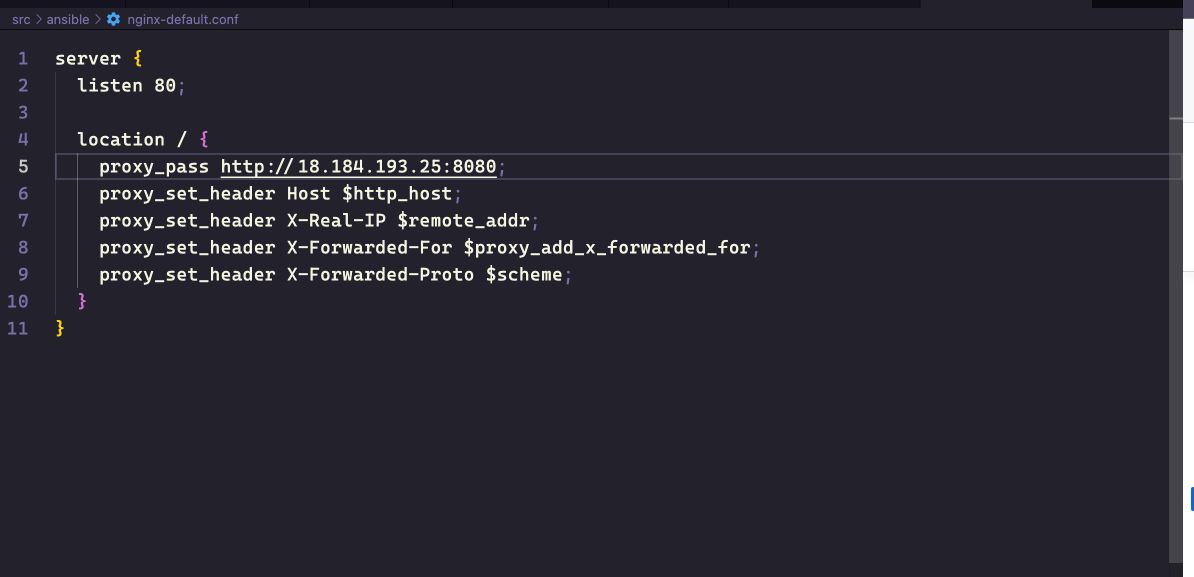 src > ansible > nginx-default.conf
1 server {
2 listen 80;
3
4 location / {
5 proxy_pass http://18.184.193.25:8080;
6 proxy_set_header Host $http_host;
7 proxy_set_header X-Real-IP $remote_addr;
8 proxy_set_header X-Forwarded-For $proxy_add_x_forwarded_for;
9 proxy_set_header X-Forwarded-Proto $scheme;
10 }
11 }